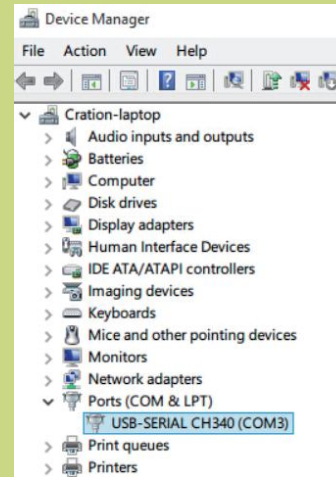 Device Manager
File Action View Help
Cration-laptop
Audio inputs and outputs
Batteries
Computer
Disk drives
Display adapters
Human Interface Devices
IDE ATA/ATAPI controllers
Imaging devices
Keyboards
Mice and other pointing devices
Monitors
Network adapters
Ports (COM & LPT)
USB-SERIAL CH340 (COM3)
Print queues
Printers